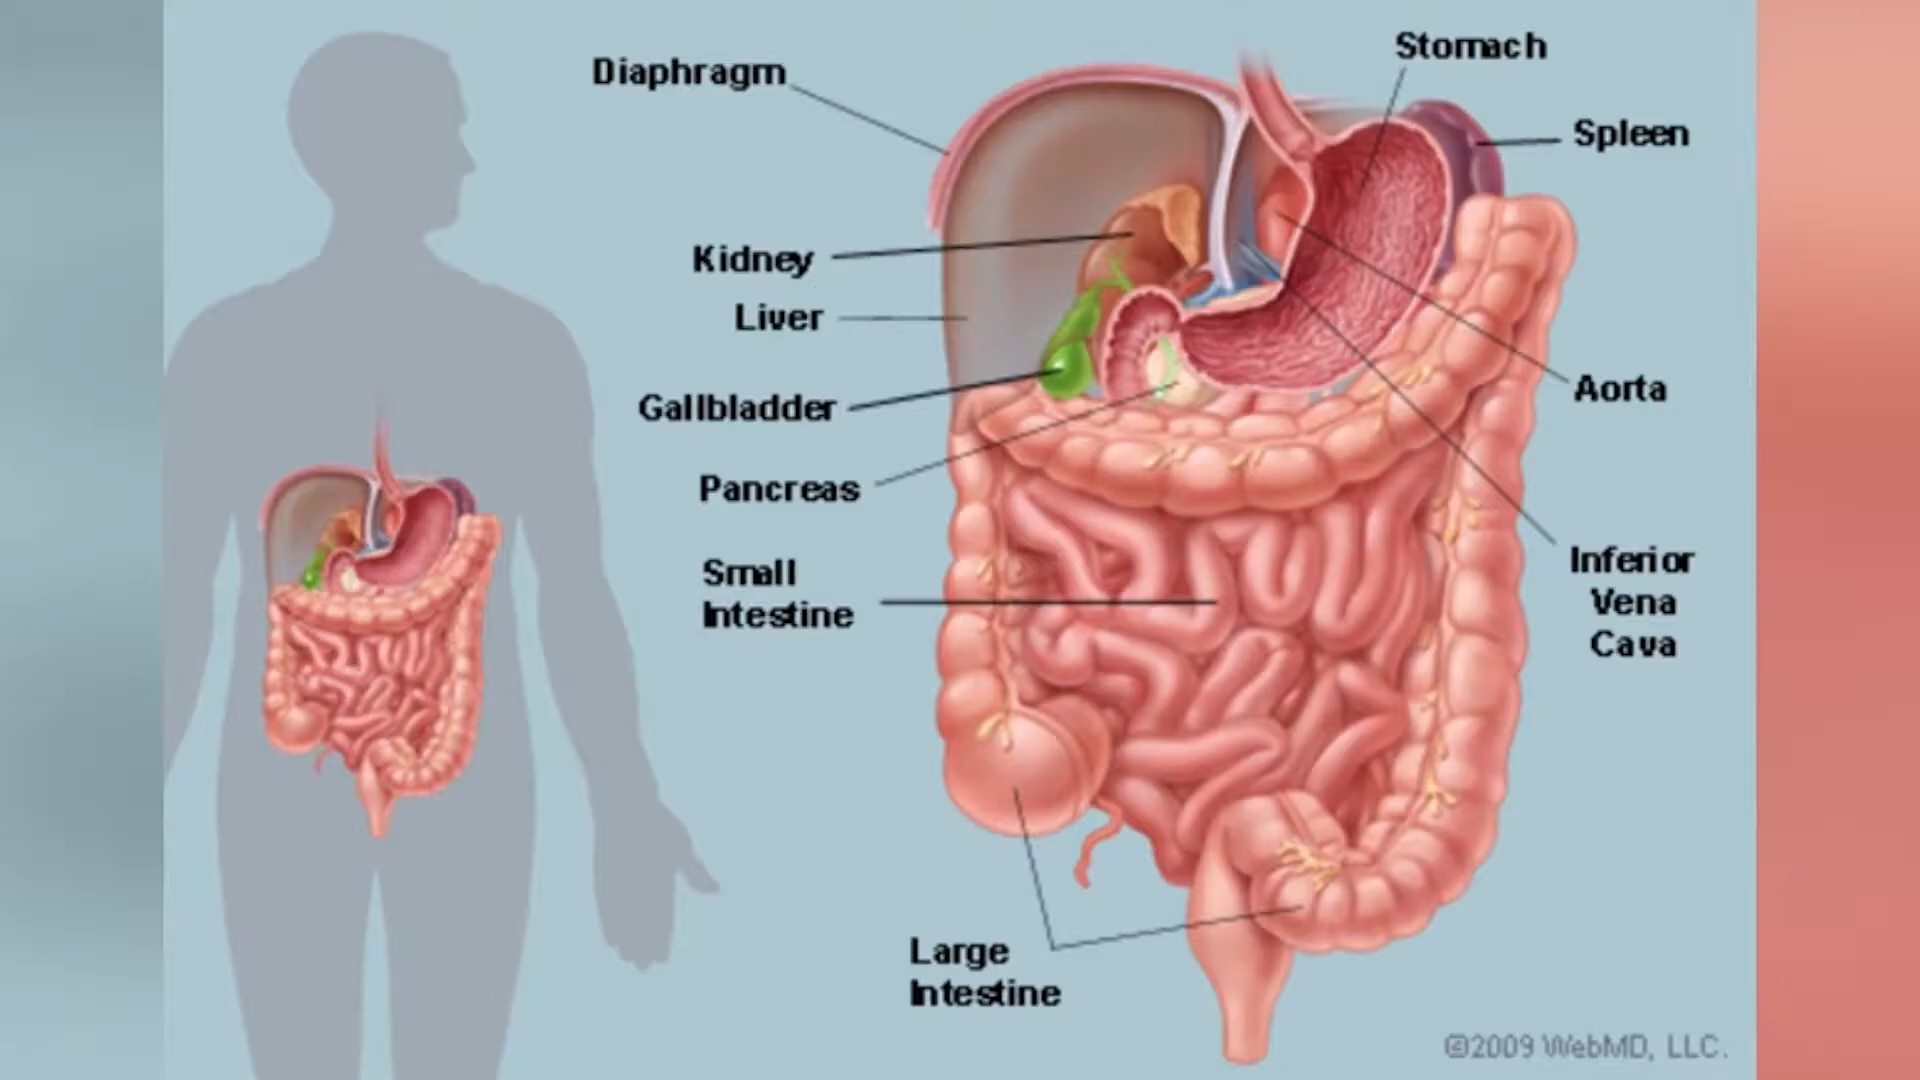 Diaphragm
Stomach
Spleen
Kidney
Liver
Gallbladder
Aorta
Pancreas
Small
Intestine
Inferior
Vena
Cava
Large
Intestine
©2009 WebMD, LLC.